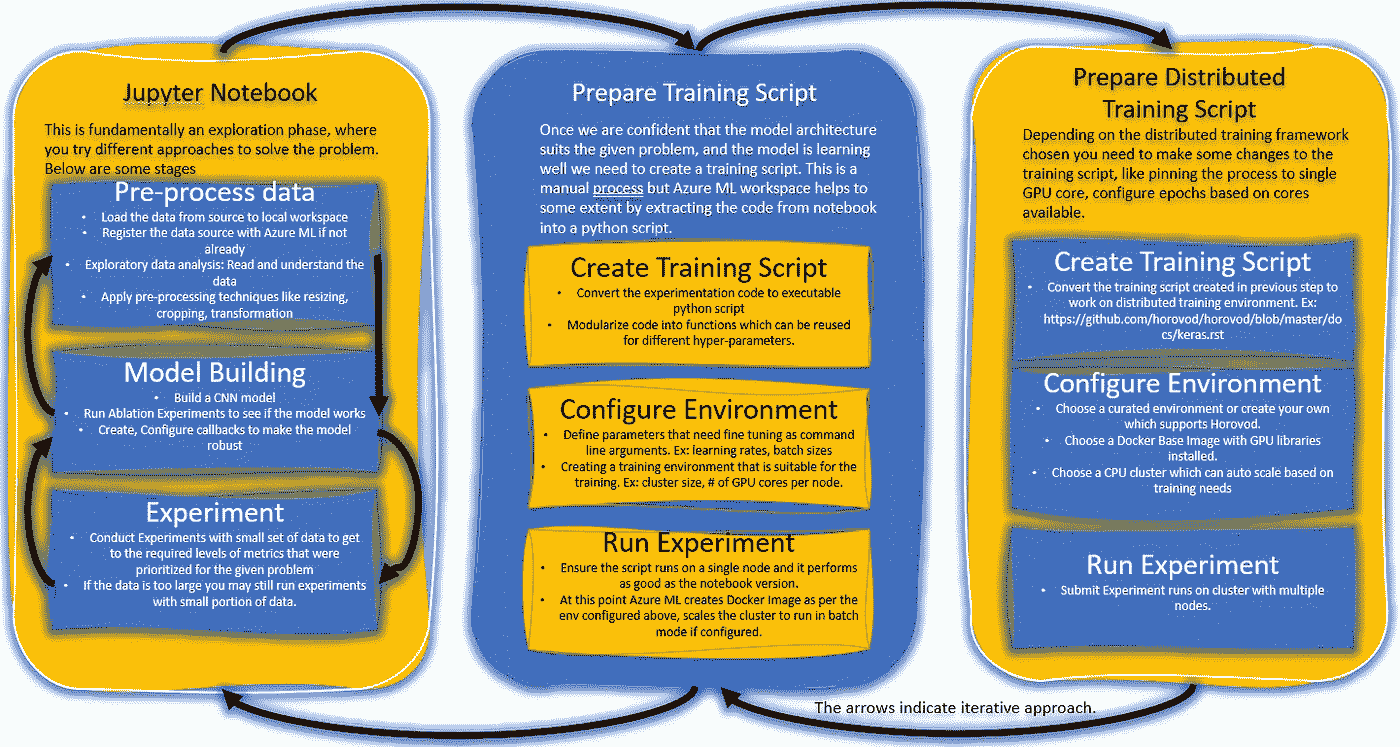 Jupyter Notebook
This is fundamentally an exploration phase, where
you try different approaches to solve the problem.
Below are some stages
Pre-process data
• Load the data from source to local workspace
• Register the data source with Azure ML if not
already
• Exploratory data analysis: Read and understand the
data
• Apply pre-processing techniques like resizing,
cropping, transformation
Model Building
• Build a CNN model
• Run Ablation Experiments to see if the model works
• Create, Configure callbacks to make the model
robust
Experiment
• Conduct Experiments with small set of data to get
to the required levels of metrics that were
prioritized for the given problem
• If the data is too large you may still run experiments
with small portion of data.
Prepare Training Script
Once we are confident that the model architecture
suits the given problem, and the model is learning
well we need to create a training script. This is a
manual process but Azure ML workspace helps to
some extent by extracting the code from notebook
into a python script.
Create Training Script
• Convert the experimentation code to executable
python script
• Modularize code into functions which can be reused
for different hyper-parameters.
Configure Environment
• Define parameters that need fine tuning as command
line arguments. Ex: learning rates, batch sizes
• Creating a training environment that is suitable for the
training. Ex: cluster size, # of GPU cores per node.
Run Experiment
• Ensure the script runs on a single node and it performs
as good as the notebook version.
• At this point Azure ML creates Docker Image as per the
env configured above, scales the cluster to run in batch
mode if configured.
Prepare Distributed
Training Script
Depending on the distributed training framework
chosen you need to make some changes to the
training script, like pinning the process to single
GPU core, configure epochs based on cores
available.
Create Training Script
• Convert the training script created in previous step to
work on distributed training environment. Ex:
https://github.com/horovod/horovod/blob/master/do
cs/keras.rst
Configure Environment
• Choose a curated environment or create your own
which supports Horovod.
• Choose a Docker Base Image with GPU libraries
installed.
• Choose a CPU cluster which can auto scale based on
training needs
Run Experiment
• Submit Experiment runs on cluster with multiple
nodes.
The arrows indicate iterative approach.